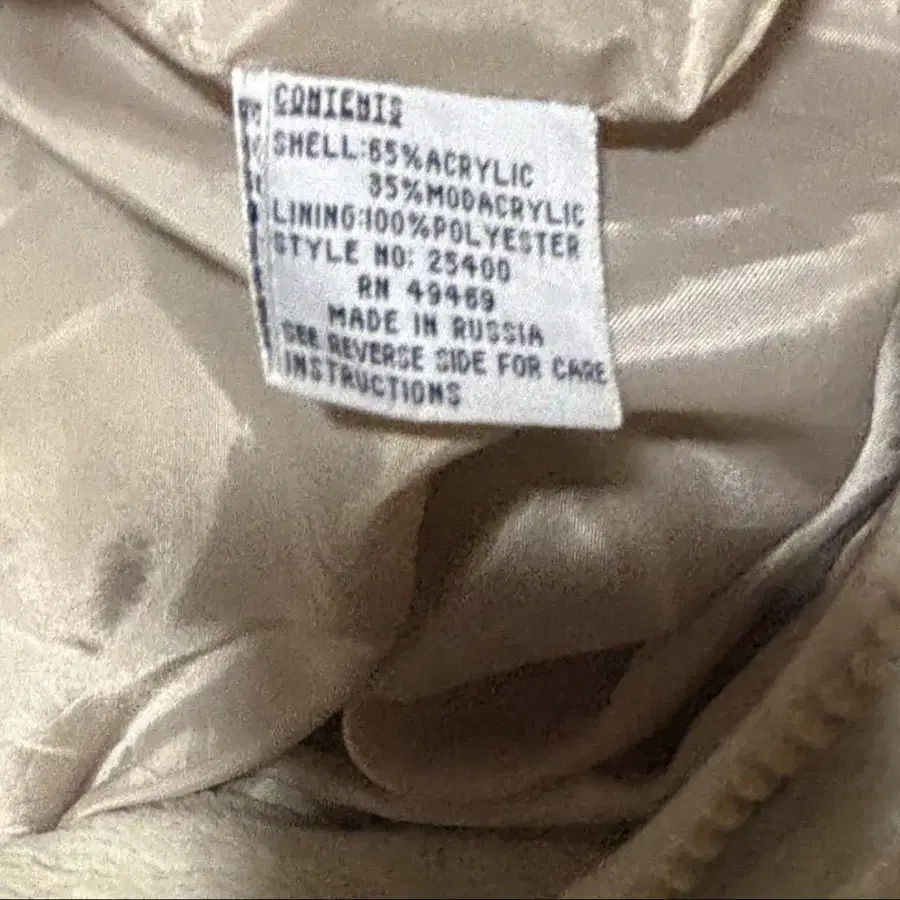 CONTENTS
SHELL:65%ACRYLIC
35%MODACRYLIC
LINING:100%POLYESTER
STYLE NO: 25400
RN 49469
MADE IN RUSSIA
SEE REVERSE SIDE FOR CARE
INSTRUCTIONS